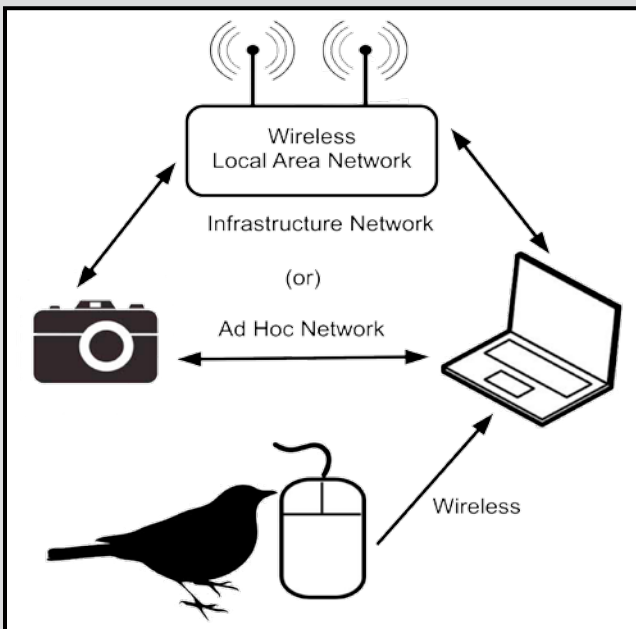 Wireless
Local Area Network
Infrastructure Network
(or)
Ad Hoc Network
Wireless